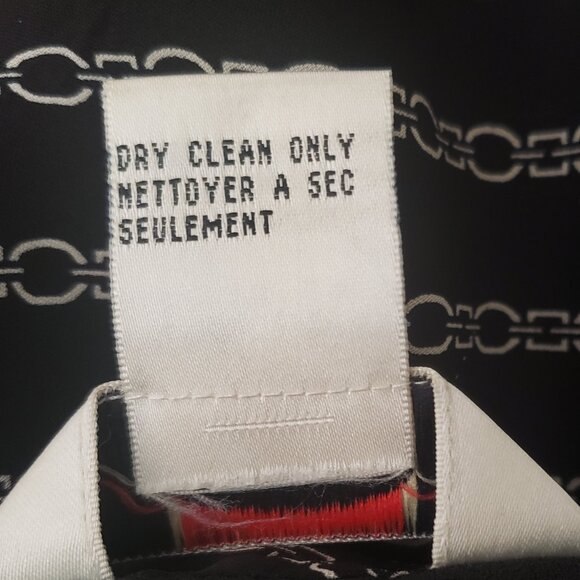 DRY CLEAN ONLY
NETTOYER A SEC
SEULEMENT